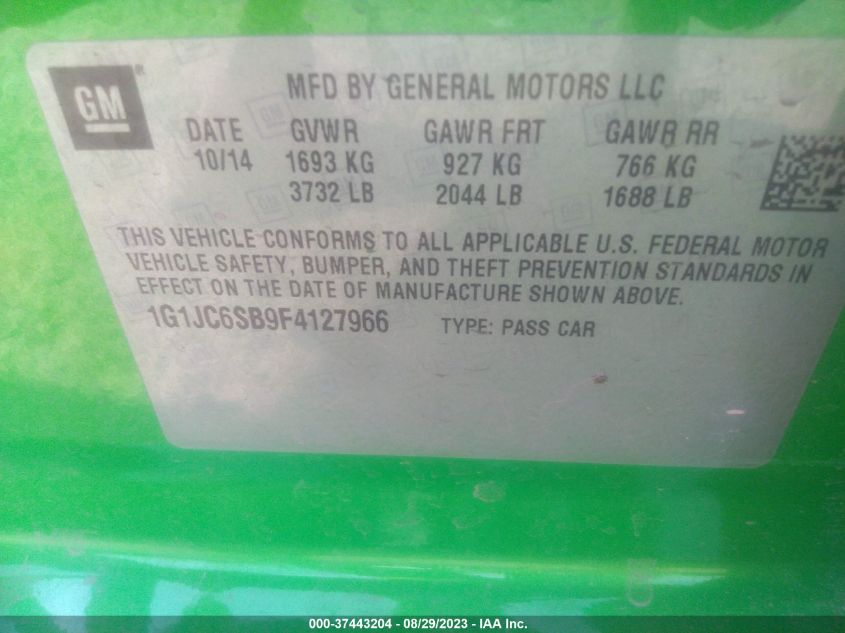 GM
MFD BY GENERAL MOTORS LLC
DATE GVWR GAWR FRT GAWR RR
10/14 1693 KG 927 KG 766 KG
3732 LB 2044 LB 1688 LB
THIS VEHICLE CONFORMS TO ALL APPLICABLE U.S. FEDERAL MOTOR
VEHICLE SAFETY, BUMPER, AND THEFT PREVENTION STANDARDS IN
EFFECT ON THE DATE OF MANUFACTURE SHOWN ABOVE.
1G1JC6SB9F4127966 TYPE: PASS CAR
000-37443204 - 08/29/2023 - IAA Inc.